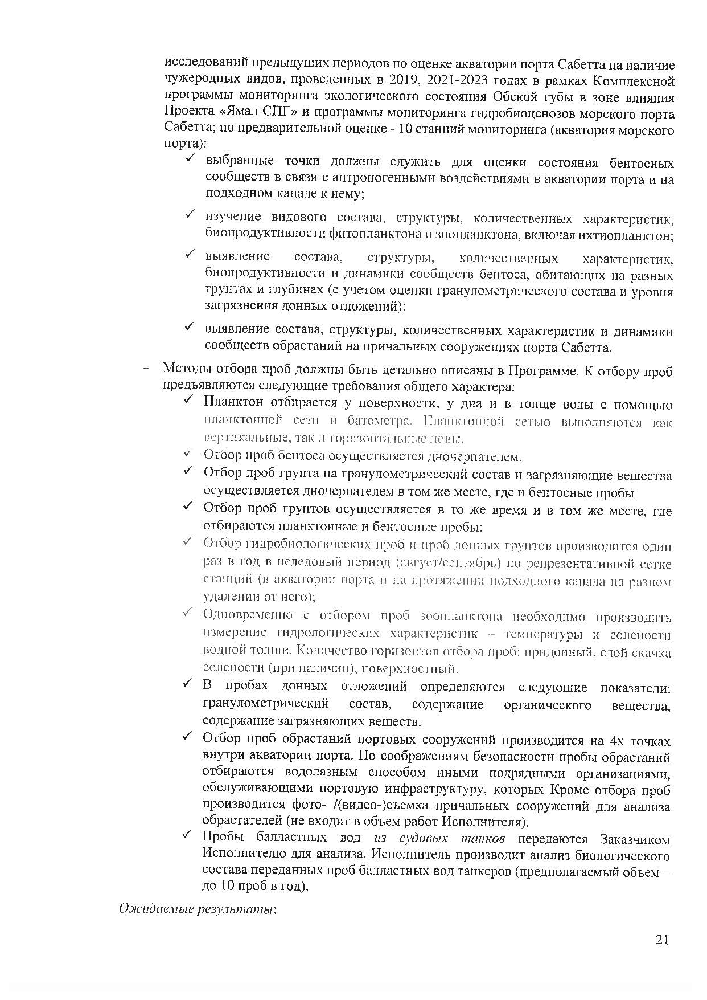 исследований предыдущих периодов по оценке акватории порта Сабетта на наличие
чужеродных видов, проведенных в 2019, 2021-2023 годах в рамках Комплексной
программы мониторинга экологического состояния Обской губы в зоне влияния
Проекта «Ямал СПГ» и программы мониторинга гидробиоценозов морского порта
Сабетта; по предварительной оценке - 10 станций мониторинга (акватория морского
порта):
✓ выбранные точки должны служить для оценки состояния бентосных
сообществ в связи с антропогенными воздействиями в акватории порта и на
подходном канале к нему;
✓ изучение видового состава, структуры, количественных характеристик,
биопродуктивности фитопланктона и зоопланктона, включая ихтиопланктон;
✓ выявление состава, структуры, количественных характеристик,
биопродуктивности и динамики сообществ бентоса, обитающих на разных
грунтах и глубинах (с учетом оценки гранулометрического состава и уровня
загрязнения донных отложений);
✓ выявление состава, структуры, количественных характеристик и динамики
сообществ обрастаний на причальных сооружениях порта Сабетта.
- Методы отбора проб должны быть детально описаны в Программе. К отбору проб
предъявляются следующие требования общего характера:
✓ Планктон отбирается у поверхности, у дна и в толще воды с помощью
планктонной сети и батометра. Планктонной сетью выполняются как
вертикальные, так и горизонтальные ловы.
✓ Отбор проб бентоса осуществляется дночерпателем.
✓ Отбор проб грунта на гранулометрический состав и загрязняющие вещества
осуществляется дночерпателем в том же месте, где и бентосные пробы
✓ Отбор проб грунтов осуществляется в то же время и в том же месте, где
отбираются планктонные и бентосные пробы;
✓ Отбор гидробиологических проб и проб донных грунтов производится один
раз в год в неледовый период (август/сентябрь) по репрезентативной сетке
станций (в акватории порта и на протяжении подходного канала на разном
удалении от него);
✓ Одновременно с отбором проб зоопланктона необходимо производить
измерение гидрологических характеристик – температуры и солености
водной толщи. Количество горизонтов отбора проб: придонный, слой скачка
солености (при наличии), поверхностный.
✓ В пробах донных отложений определяются следующие показатели:
гранулометрический состав, содержание органического вещества,
содержание загрязняющих веществ.
✓ Отбор проб обрастаний портовых сооружений производится на 4х точках
внутри акватории порта. По соображениям безопасности пробы обрастаний
отбираются водолазным способом иными подрядными организациями,
обслуживающими портовую инфраструктуру, которых Кроме отбора проб
производится фото- /(видео-)съемка причальных сооружений для анализа
обрастателей (не входит в объем работ Исполнителя).
✓ Пробы балластных вод из судовых танков передаются Заказчиком
Исполнителю для анализа. Исполнитель производит анализ биологического
состава переданных проб балластных вод танкеров (предполагаемый объем –
до 10 проб в год).
Ожидаемые результаты:
21